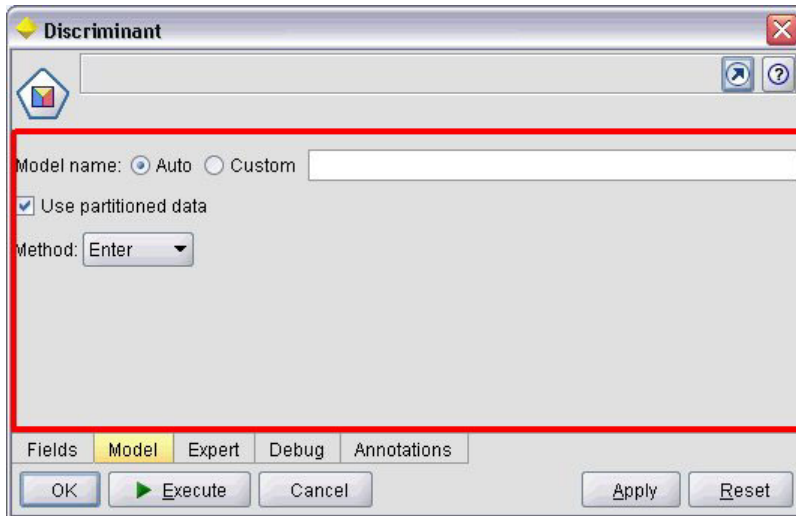 Discriminant
Model name: Auto Custom
Use partitioned data
Method: Enter
Fields Model Expert Debug Annotations
OK Execute Cancel Apply Reset